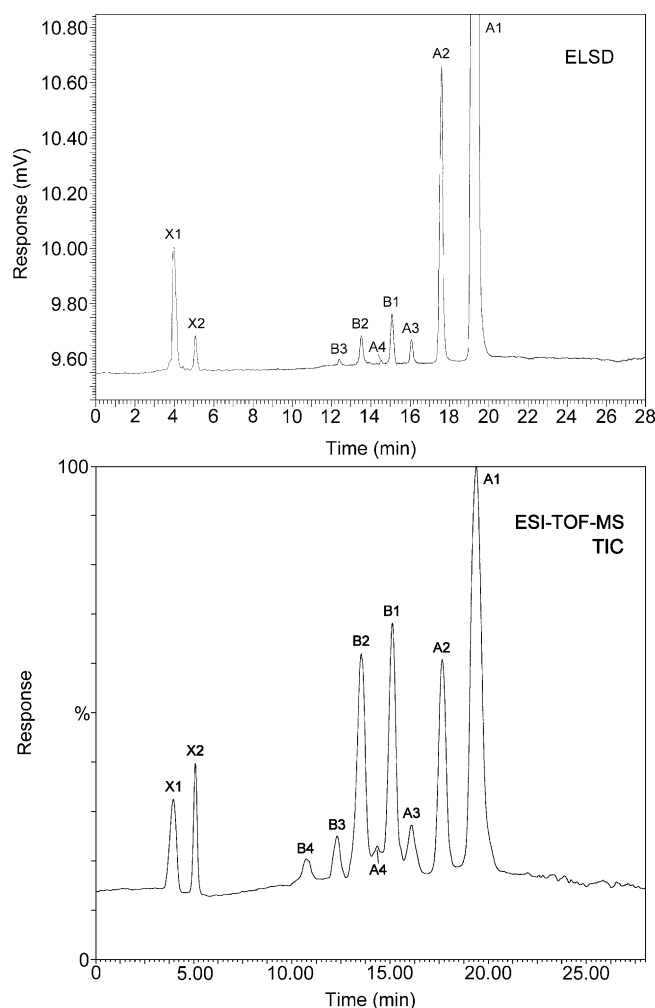 10.80
10.60
10.40
10.20
10.00
9.80
9.60
Response (mV)
ELSD
A1
A2
X1
X2
B3
B2
A4
B1
A3
0 2 4 6 8 10 12 14 16 18 20 22 24 26 28
Time (min)
100
%
0
Response
ESI-TOF-MS
TIC
A1
B1
B2
A2
X2
X1
B4
B3
A4
A3
0 5.00 10.00 15.00 20.00 25.00
Time (min)